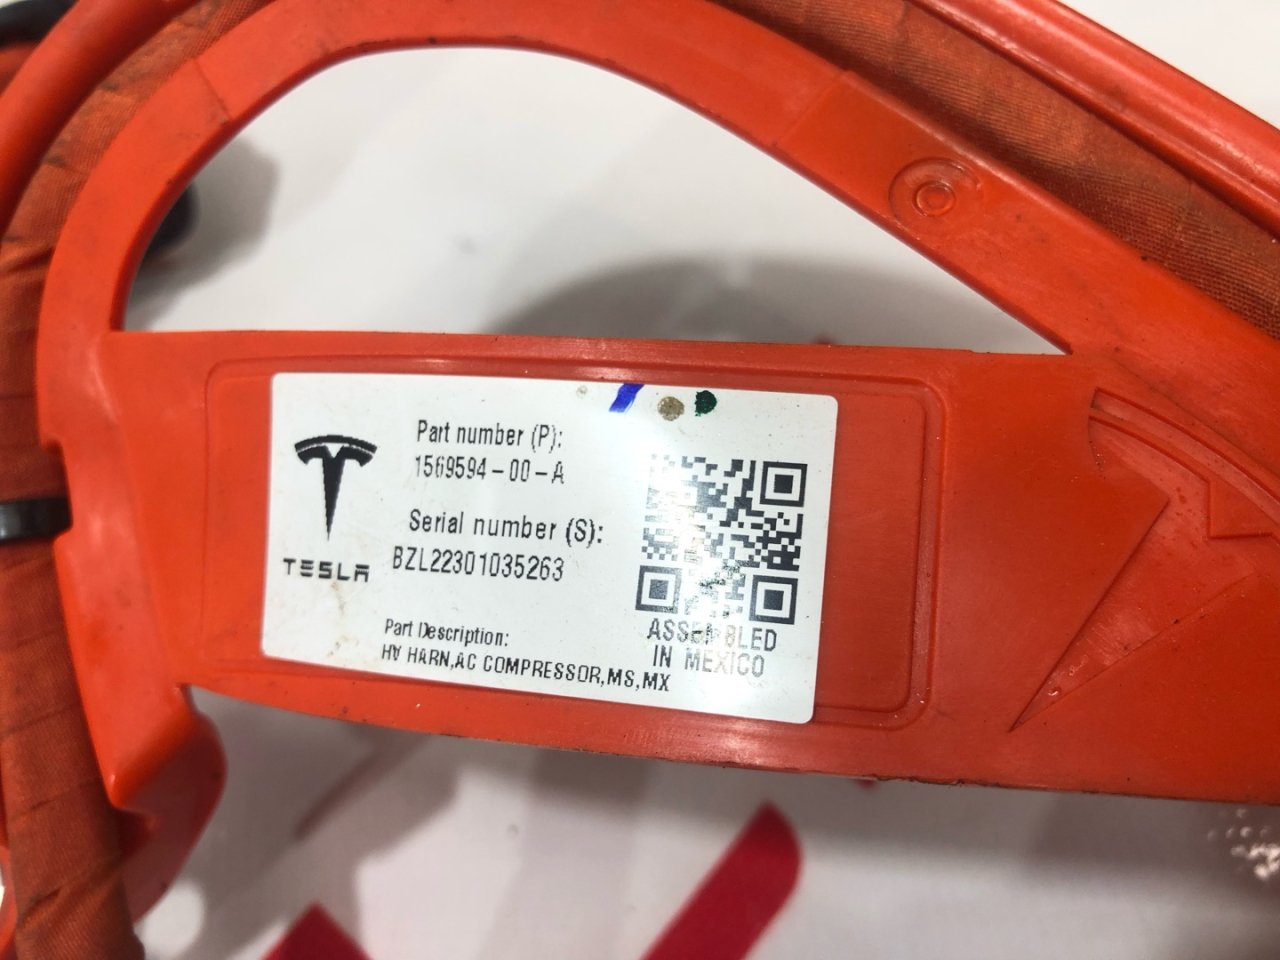 TESLA
Part number (P):
1569594-00-A
Serial number (S):
BZL22301035263
Part Description:
HV HARN,AC COMPRESSOR,MS,MX
ASSEMBLED
IN MEXICO